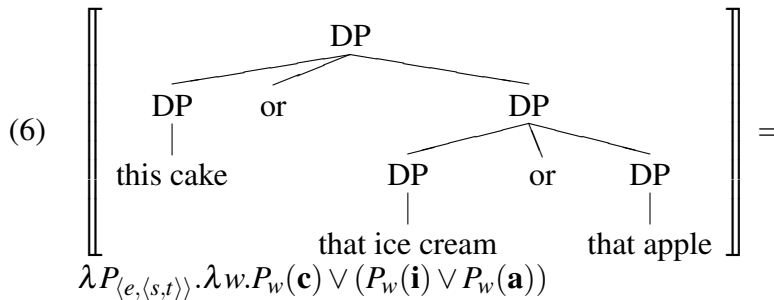 DP
DP or DP
(6) =
this cake DP or DP
that ice cream that apple
λP⟨e,⟨s,t⟩⟩.λw.Pw(c) ∨ (Pw(i) ∨ Pw(a))